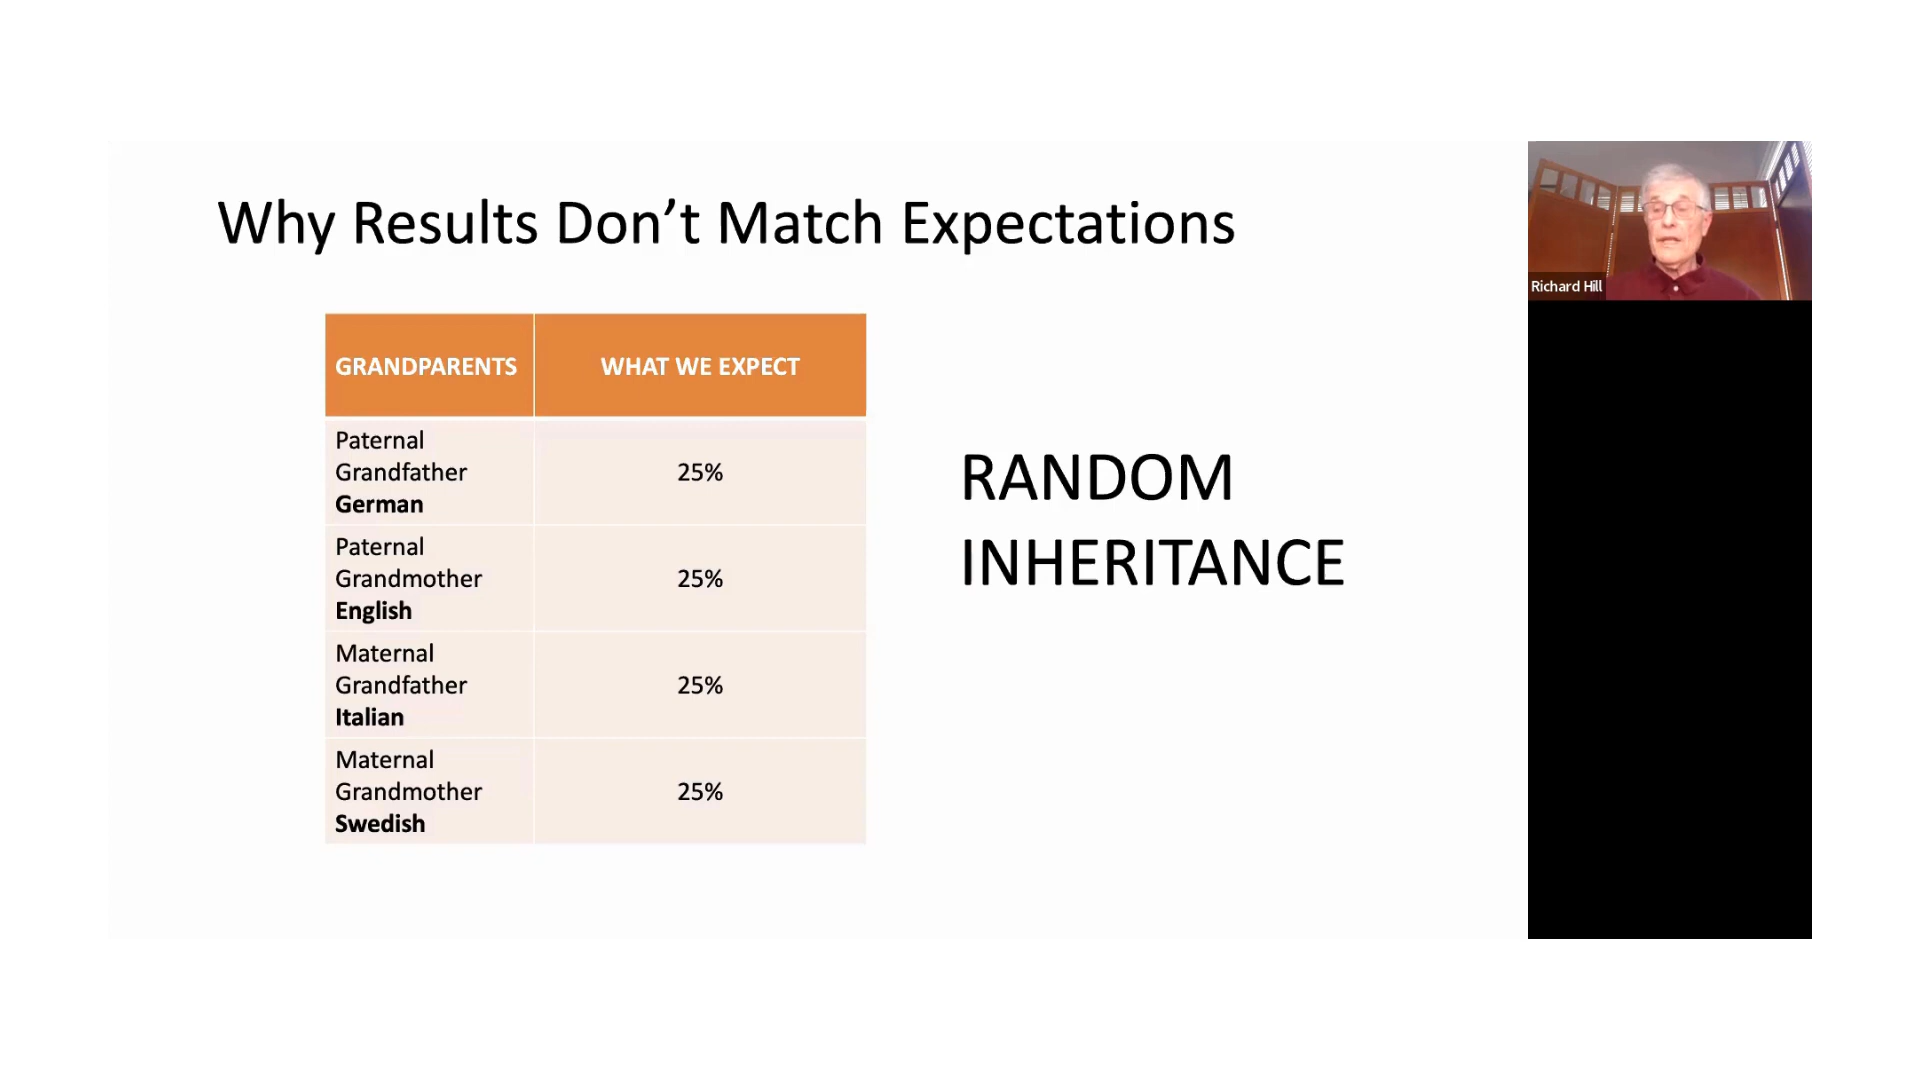 Why Results Don’t Match Expectations
GRANDPARENTS
WHAT WE EXPECT
Paternal
Grandfather
German
25%
Paternal
Grandmother
English
25%
Maternal
Grandfather
Italian
25%
Maternal
Grandmother
Swedish
25%
RANDOM
INHERITANCE
Richard Hill